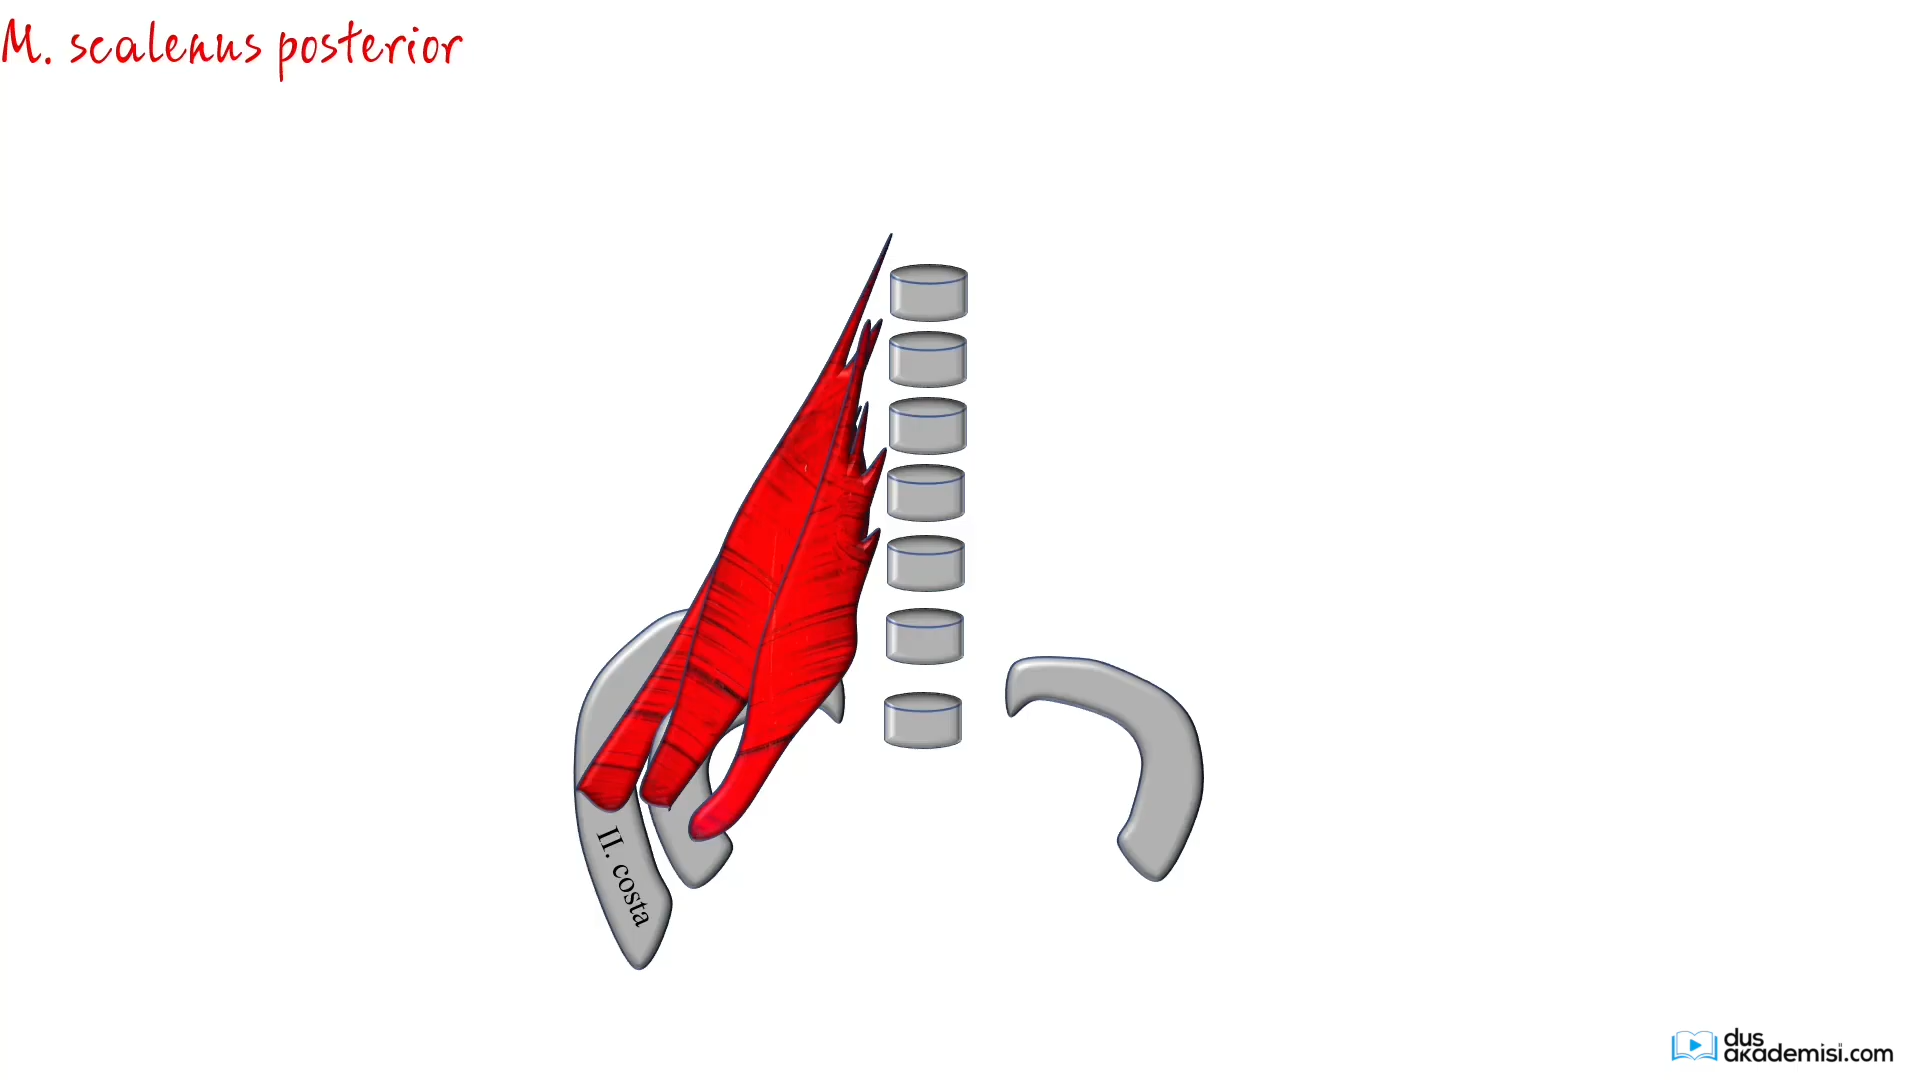 M. scalenus posterior
II. costa
dus
akademisi.com